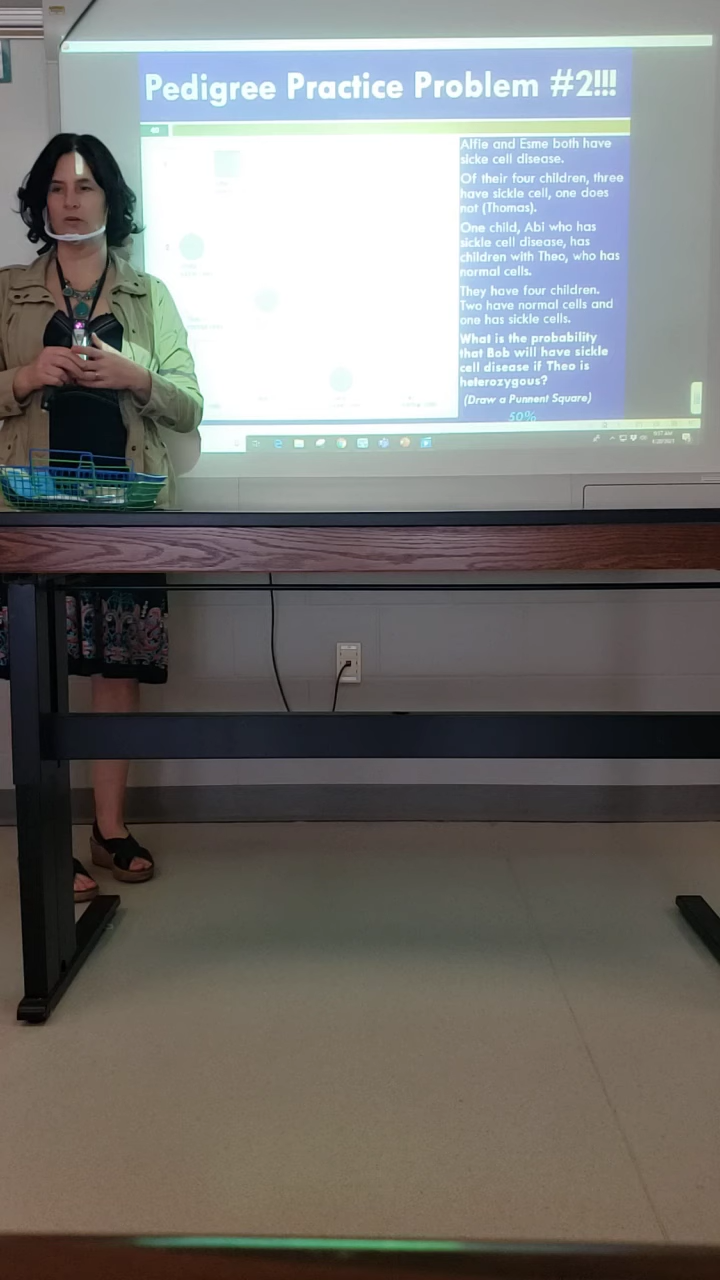 Pedigree Practice Problem #2!!!
Alfie and Esme both have
sicke cell disease.
Of their four children, three
have sickle cell, one does
not (Thomas).
One child, Abi who has
sickle cell disease, has
children with Theo, who has
normal cells.
They have four children.
Two have normal cells and
one has sickle cells.
What is the probability
that Bob will have sickle
cell disease if Theo is
heterozygous?
(Draw a Punnent Square)
50%